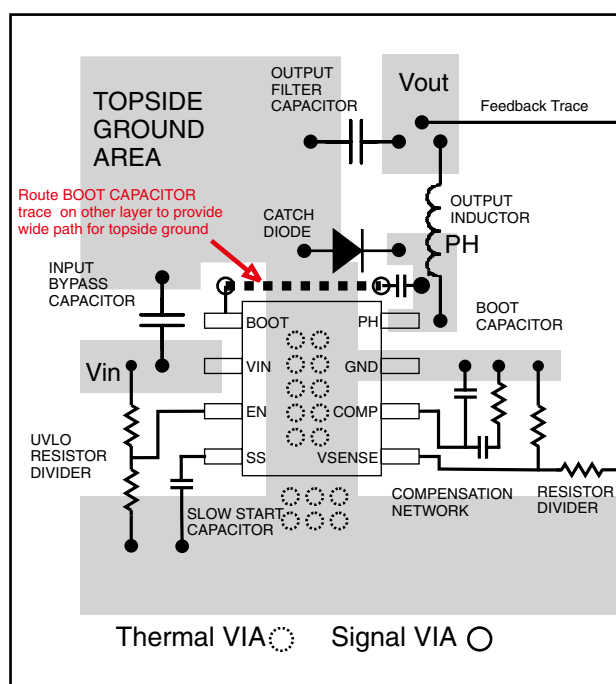 TOPSIDE
GROUND
AREA
OUTPUT
FILTER
CAPACITOR
Vout
Feedback Trace
Route BOOT CAPACITOR
trace on other layer to provide
wide path for topside ground
CATCH
DIODE
OUTPUT
INDUCTOR
PH
INPUT
BYPASS
CAPACITOR
BOOT
CAPACITOR
Vin
BOOT
PH
VIN
GND
EN
COMP
SS
VSENSE
UVLO
RESISTOR
DIVIDER
SLOW START
CAPACITOR
COMPENSATION
NETWORK
RESISTOR
DIVIDER
Thermal VIA
Signal VIA